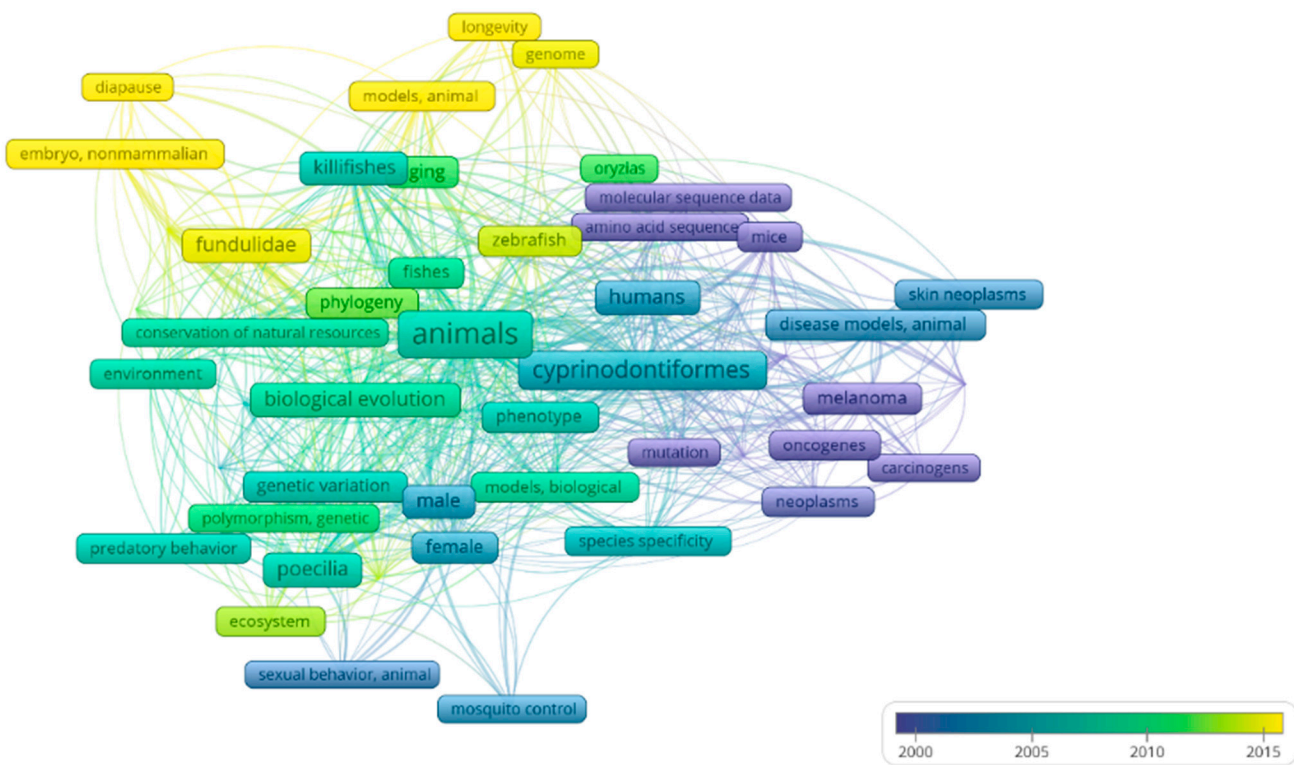 longevity
genome
diapause
models, animal
embryo, nonmammalian
killifishes
ging
oryzias
molecular sequence data
amino acid sequence
mice
fundulidae
zebrafish
fishes
humans
skin neoplasms
phylogeny
disease models, animal
conservation of natural resources
animals
environment
cyprinodontiformes
biological evolution
melanoma
phenotype
mutation
oncogenes
carcinogens
genetic variation
male
models, biological
neoplasms
polymorphism, genetic
predatory behavior
female
species specificity
poecilia
ecosystem
sexual behavior, animal
mosquito control
2000 2005 2010 2015